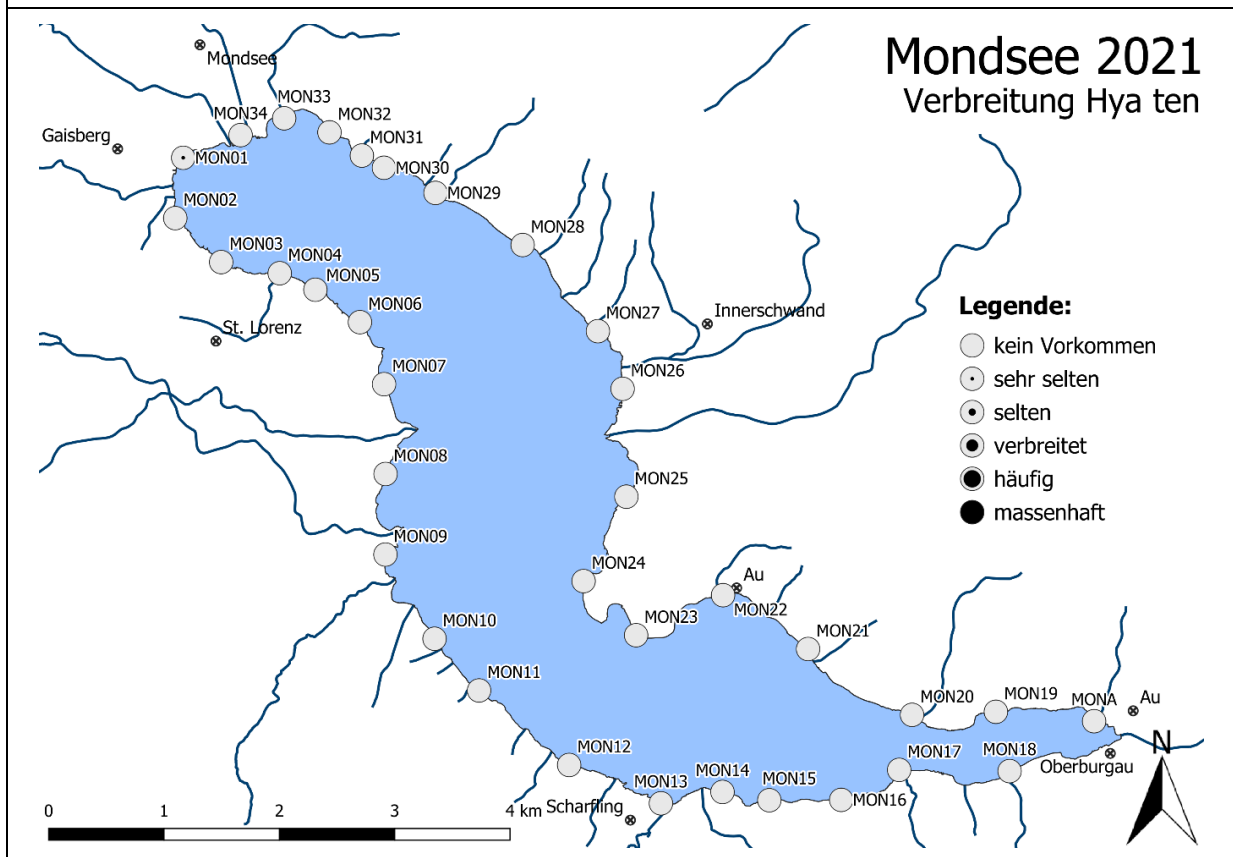 Mondsee 2021
Verbreitung Hya ten
Mondsee
MON33
MON34
MON32
MON31
Gaisberg
MON01
MON30
MON29
MON02
MON28
MON03
MON04
MON05
MON06
St. Lorenz
MON27
Innerschwand
MON07
MON26
MON08
MON25
MON09
MON24
Au
MON22
MON23
MON10
MON21
MON11
MON20
MON19
MONA
Au
MON12
MON17
MON18
Oberburgau
MON13
MON14
MON15
MON16
Scharfling
Legende:
kein Vorkommen
sehr selten
selten
verbreitet
häufig
massenhaft
N
0 1 2 3 4 km